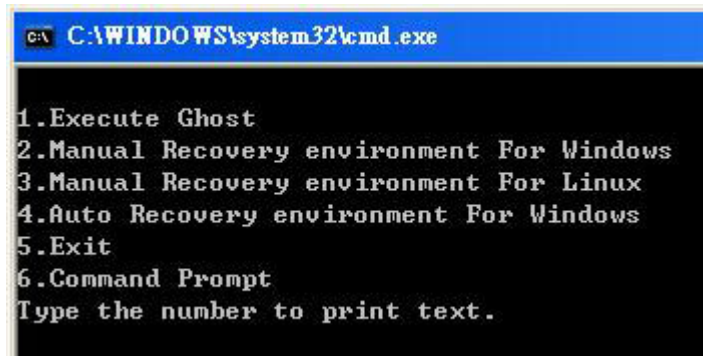 C:\WINDOWS\system32\cmd.exe
1.Execute Ghost
2.Manual Recovery environment For Windows
3.Manual Recovery environment For Linux
4.Auto Recovery environment For Windows
5.Exit
6.Command Prompt
Type the number to print text.